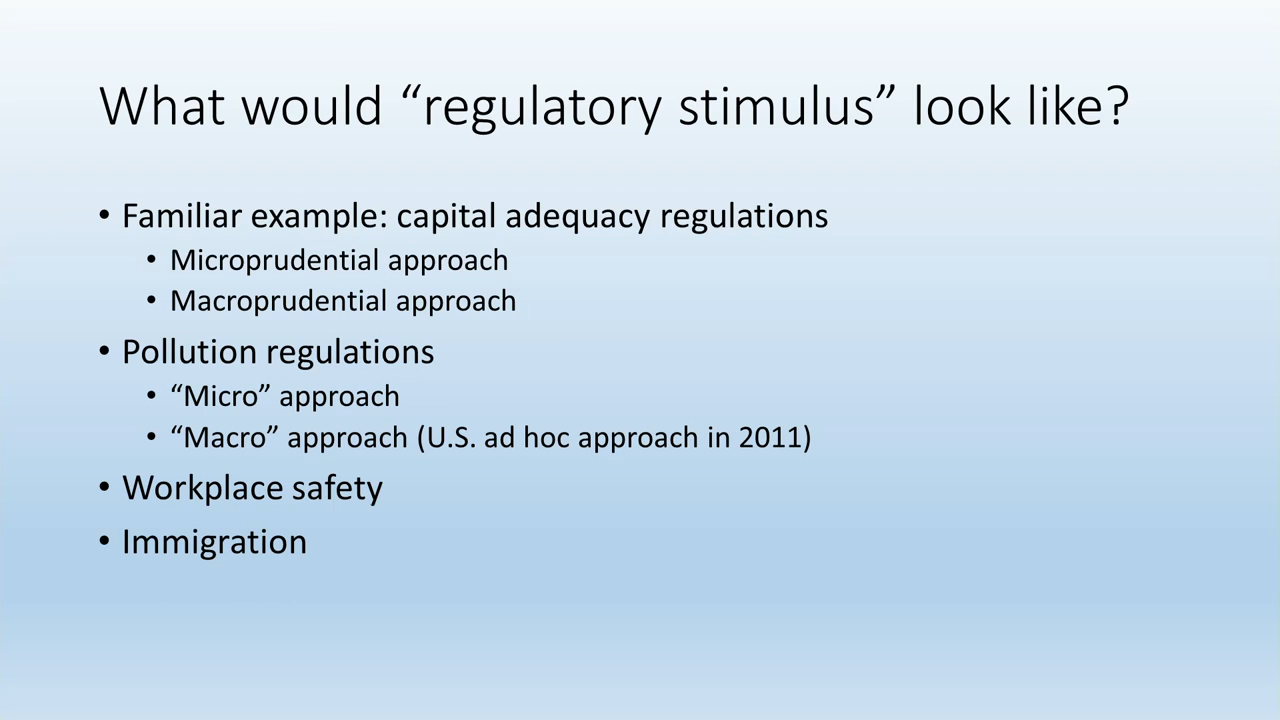 What would “regulatory stimulus” look like?
• Familiar example: capital adequacy regulations
• Microprudential approach
• Macroprudential approach
• Pollution regulations
• “Micro” approach
• “Macro” approach (U.S. ad hoc approach in 2011)
• Workplace safety
• Immigration